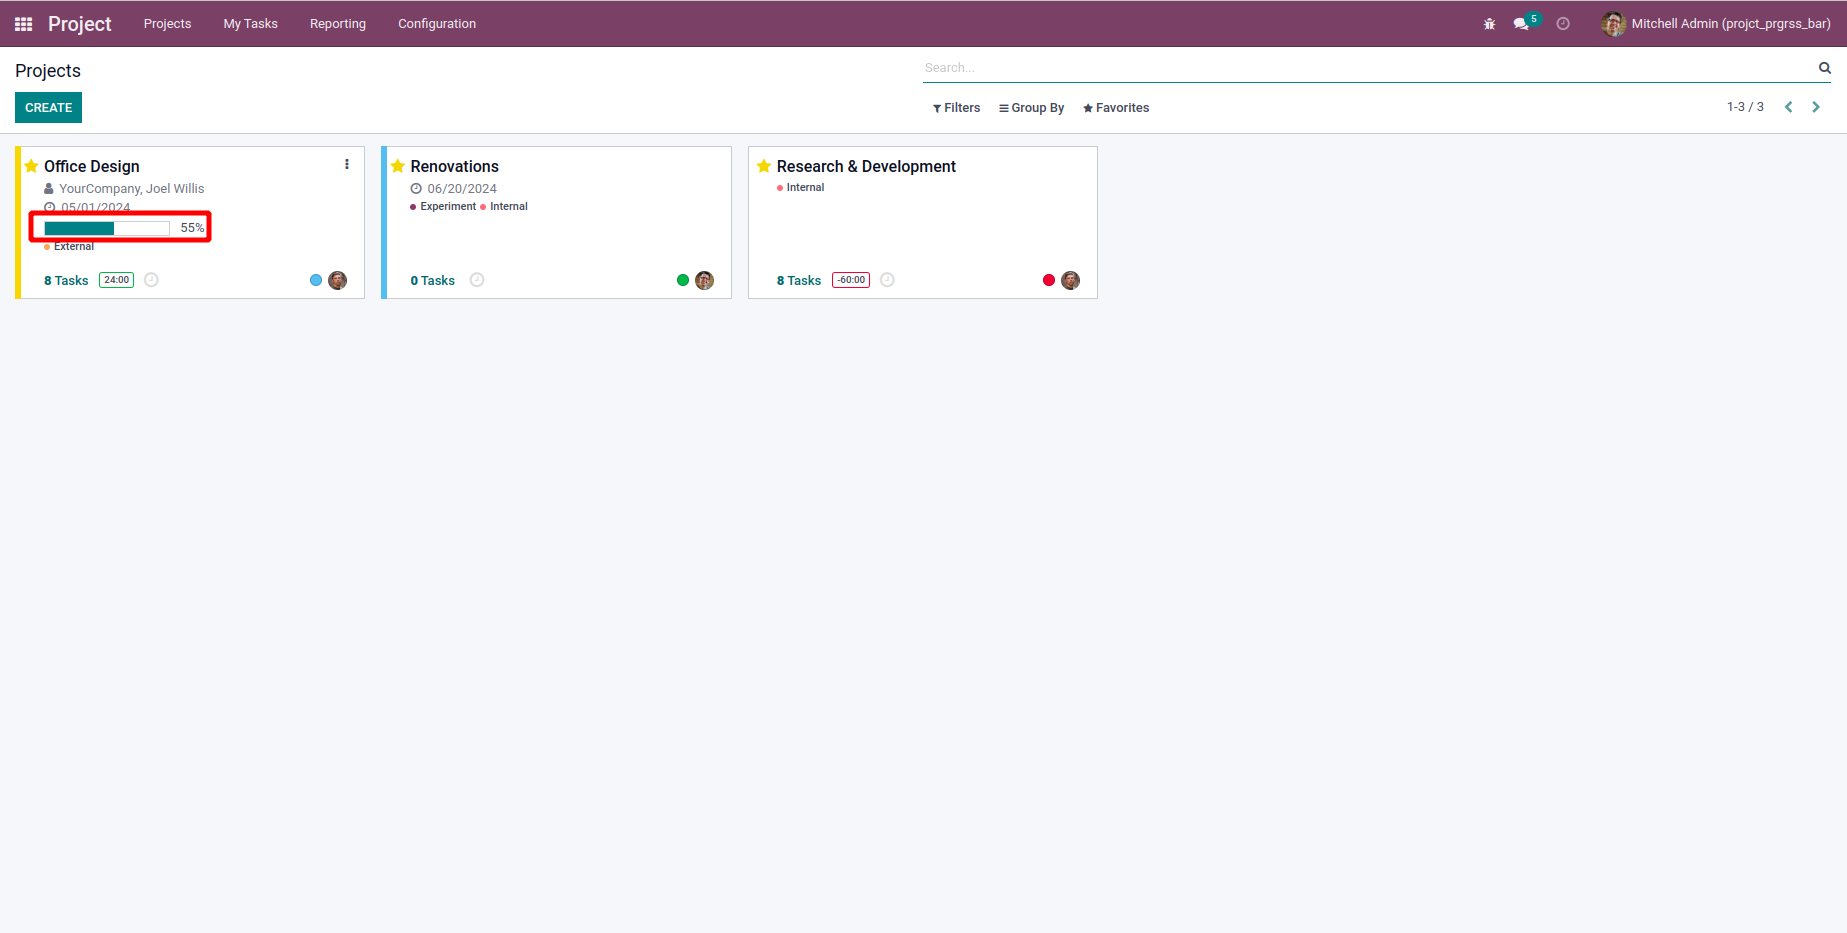 Project Projects My Tasks Reporting Configuration 5 Mitchell Admin (projct_prgrss_bar)
Projects
Search...
CREATE
Filters Group By Favorites 1-3 / 3
Office Design
YourCompany, Joel Willis
05/01/2024
55%
External
8 Tasks 24:00
Renovations
06/20/2024
Experiment Internal
0 Tasks
Research & Development
Internal
8 Tasks -60:00